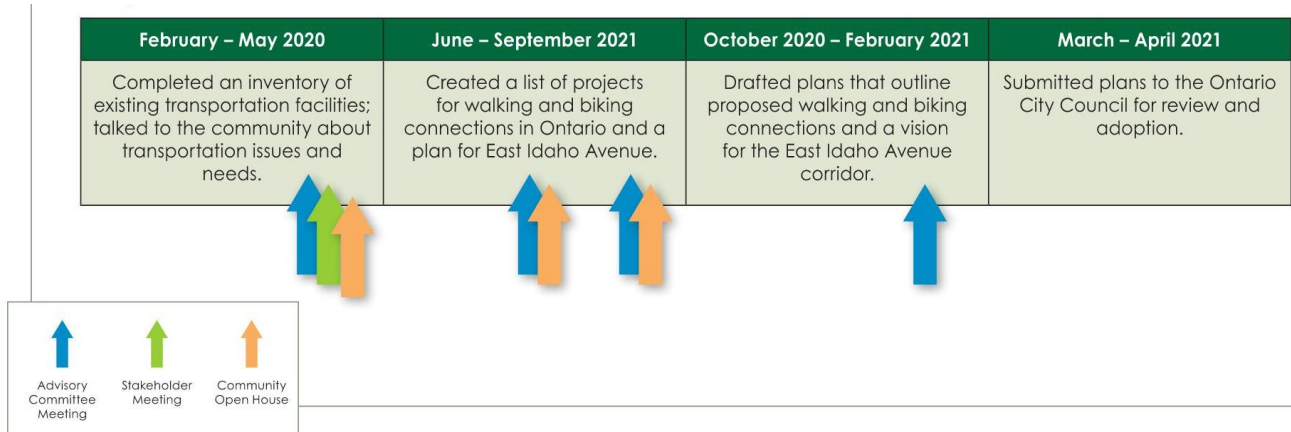 February – May 2020
Completed an inventory of
existing transportation facilities;
talked to the community about
transportation issues and
needs.
June – September 2021
Created a list of projects
for walking and biking
connections in Ontario and a
plan for East Idaho Avenue.
October 2020 – February 2021
Drafted plans that outline
proposed walking and biking
connections and a vision
for the East Idaho Avenue
corridor.
March – April 2021
Submitted plans to the Ontario
City Council for review and
adoption.
Advisory
Committee
Meeting
Stakeholder
Meeting
Community
Open House